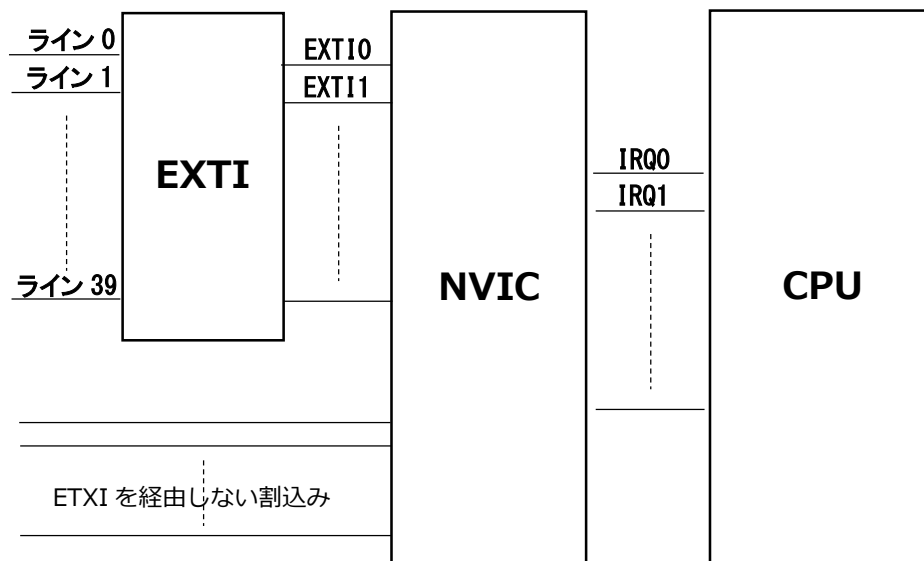 ライン 0
EXTI0
ライン 1
EXTI1
IRQ0
EXTI
IRQ1
ライン 39
NVIC
CPU
ETXI を経由しない割込み